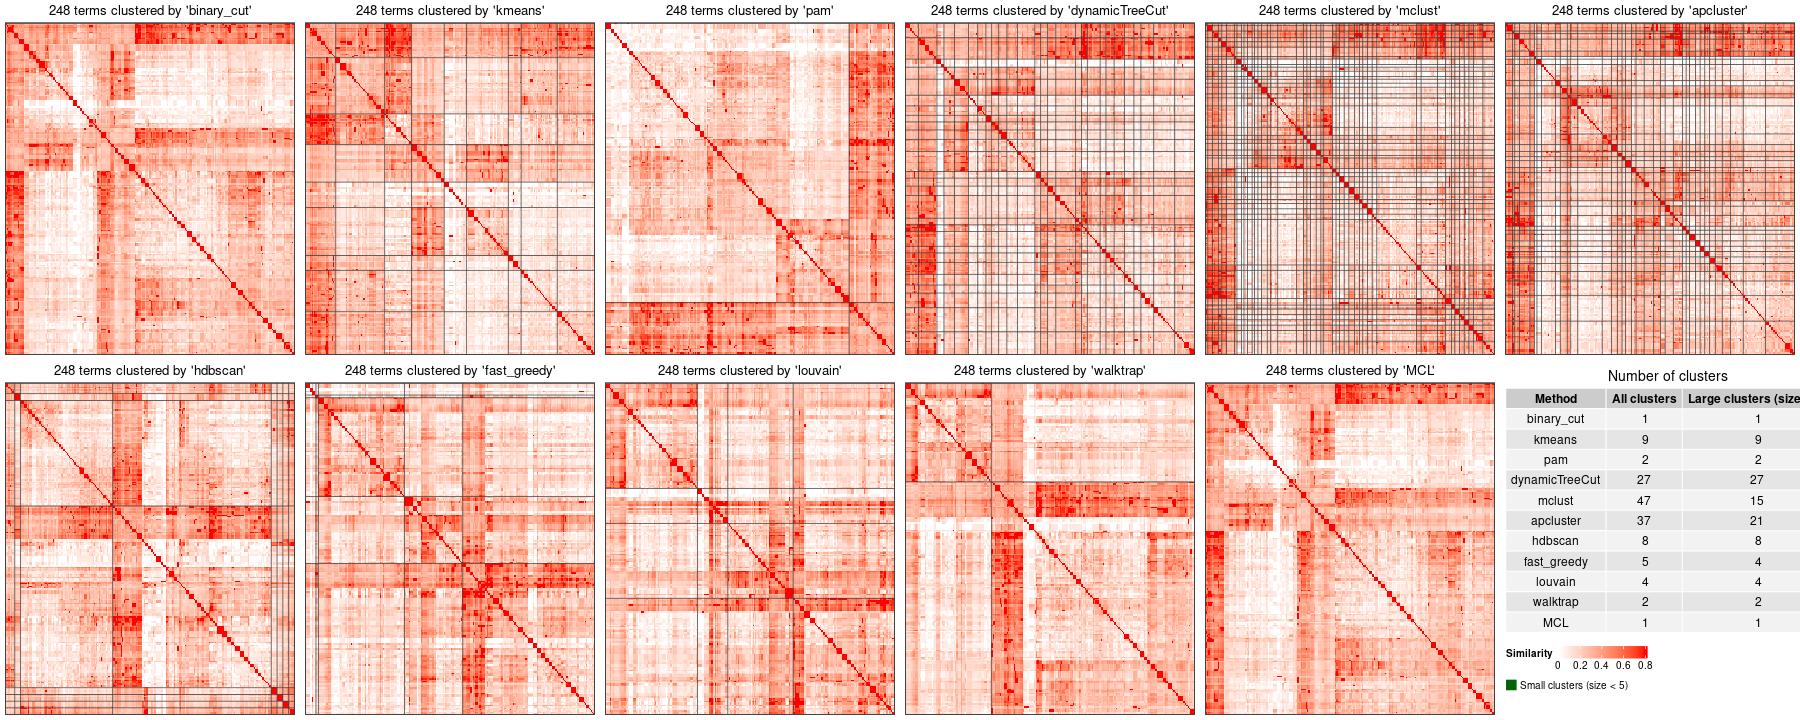 248 terms clustered by 'binary_cut'
248 terms clustered by 'kmeans'
248 terms clustered by 'pam'
248 terms clustered by 'dynamicTreeCut'
248 terms clustered by 'mclust'
248 terms clustered by 'apcluster'
248 terms clustered by 'hdbscan'
248 terms clustered by 'fast_greedy'
248 terms clustered by 'louvain'
248 terms clustered by 'walktrap'
248 terms clustered by 'MCL'
Number of clusters
Method All clusters Large clusters (size
binary_cut 1 1
kmeans 9 9
pam 2 2
dynamicTreeCut 27 27
mclust 47 15
apcluster 37 21
hdbscan 8 8
fast_greedy 5 4
louvain 4 4
walktrap 2 2
MCL 1 1
Similarity
0 0.2 0.4 0.6 0.8
Small clusters (size < 5)